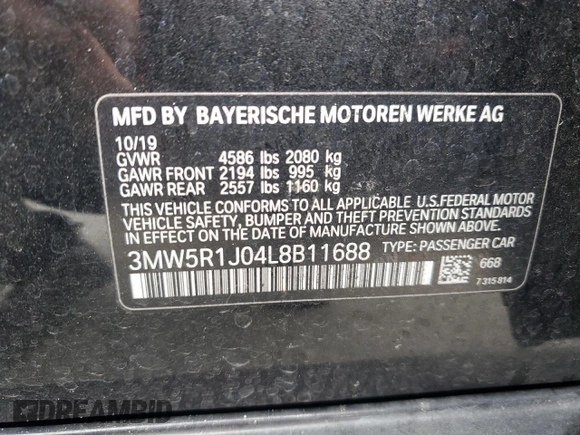 MFD BY BAYERISCHE MOTOREN WERKE AG
10/19
GVWR 4586 lbs 2080 kg
GAWR FRONT 2194 lbs 995 kg
GAWR REAR 2557 lbs 1160 kg
THIS VEHICLE CONFORMS TO ALL APPLICABLE U.S.FEDERAL MOTOR
VEHICLE SAFETY, BUMPER AND THEFT PREVENTION STANDARDS
IN EFFECT ON THE DATE OF MANUFACTURE SHOWN ABOVE.
3MW5R1J04L8B11688 TYPE: PASSENGER CAR
668
7315814
DREAMBID